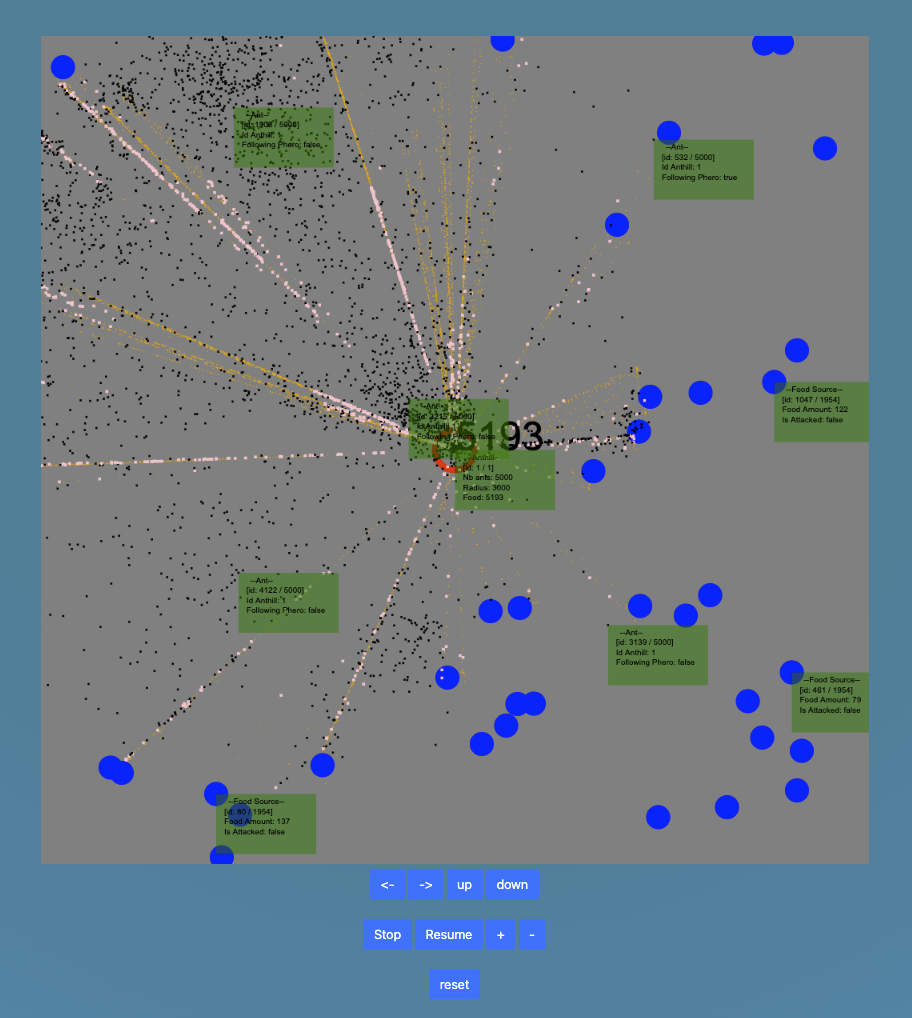 --Ant--
[id: 1900 / 5000]
Id Anthill: 1
Following Phero: false
--Ant--
[id: 532 / 5000]
Id Anthill: 1
Following Phero: true
--Food Source--
[id: 1047 / 1954]
Food Amount: 122
Is Attacked: false
--Ant--
Id Anthill: 1
Following Phero: false
5193
--Anthill--
[id: 1 / 1]
Nb ants: 5000
Radius: 3000
Food: 5193
--Ant--
[id: 4122 / 5000]
Id Anthill: 1
Following Phero: false
--Ant--
[id: 3139 / 5000]
Id Anthill: 1
Following Phero: false
--Food Source--
[id: 461 / 1954]
Food Amount: 79
Is Attacked: false
--Food Source--
[id: 80 / 1954]
Food Amount: 137
Is Attacked: false
<- -> up down
Stop Resume + -
reset